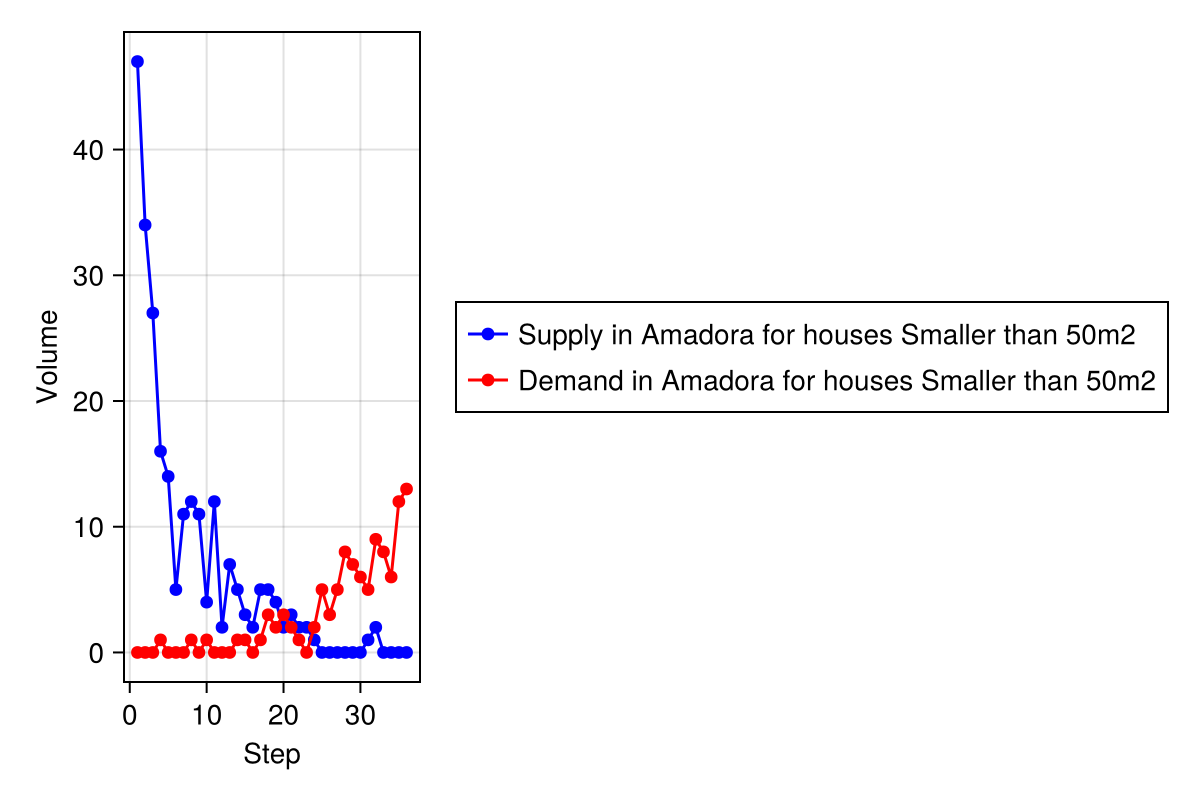 Volume
40
30
20
10
0
0 10 20 30
Step
Supply in Amadora for houses Smaller than 50m2
Demand in Amadora for houses Smaller than 50m2